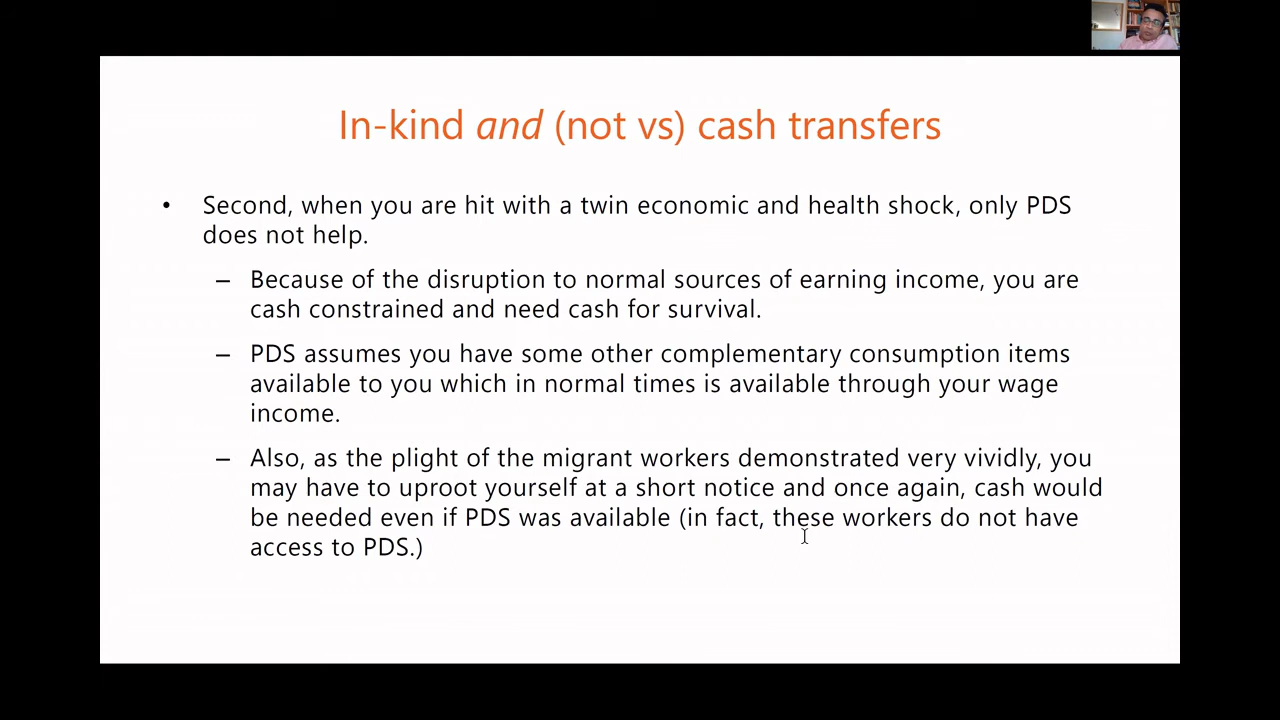 In-kind and (not vs) cash transfers
• Second, when you are hit with a twin economic and health shock, only PDS
does not help.
– Because of the disruption to normal sources of earning income, you are
cash constrained and need cash for survival.
– PDS assumes you have some other complementary consumption items
available to you which in normal times is available through your wage
income.
– Also, as the plight of the migrant workers demonstrated very vividly, you
may have to uproot yourself at a short notice and once again, cash would
be needed even if PDS was available (in fact, these workers do not have
access to PDS.)